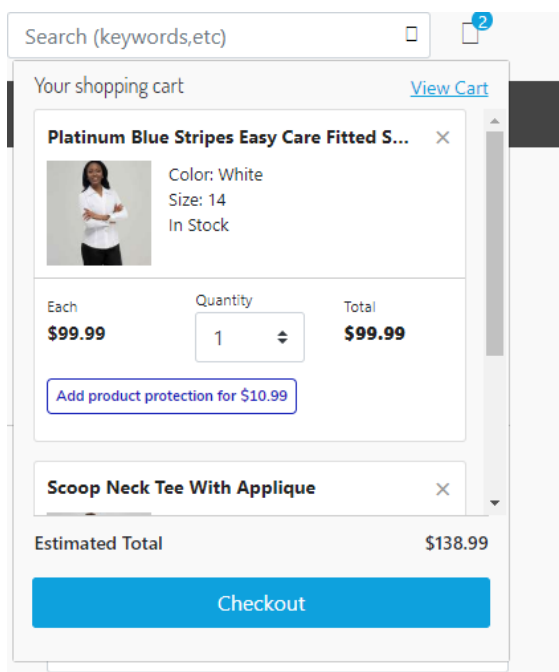 Search (keywords,etc)
2
Your shopping cart
View Cart
Platinum Blue Stripes Easy Care Fitted S...
Color: White
Size: 14
In Stock
Each
Quantity
Total
$99.99
1
$99.99
Add product protection for $10.99
Scoop Neck Tee With Applique
Estimated Total
$138.99
Checkout